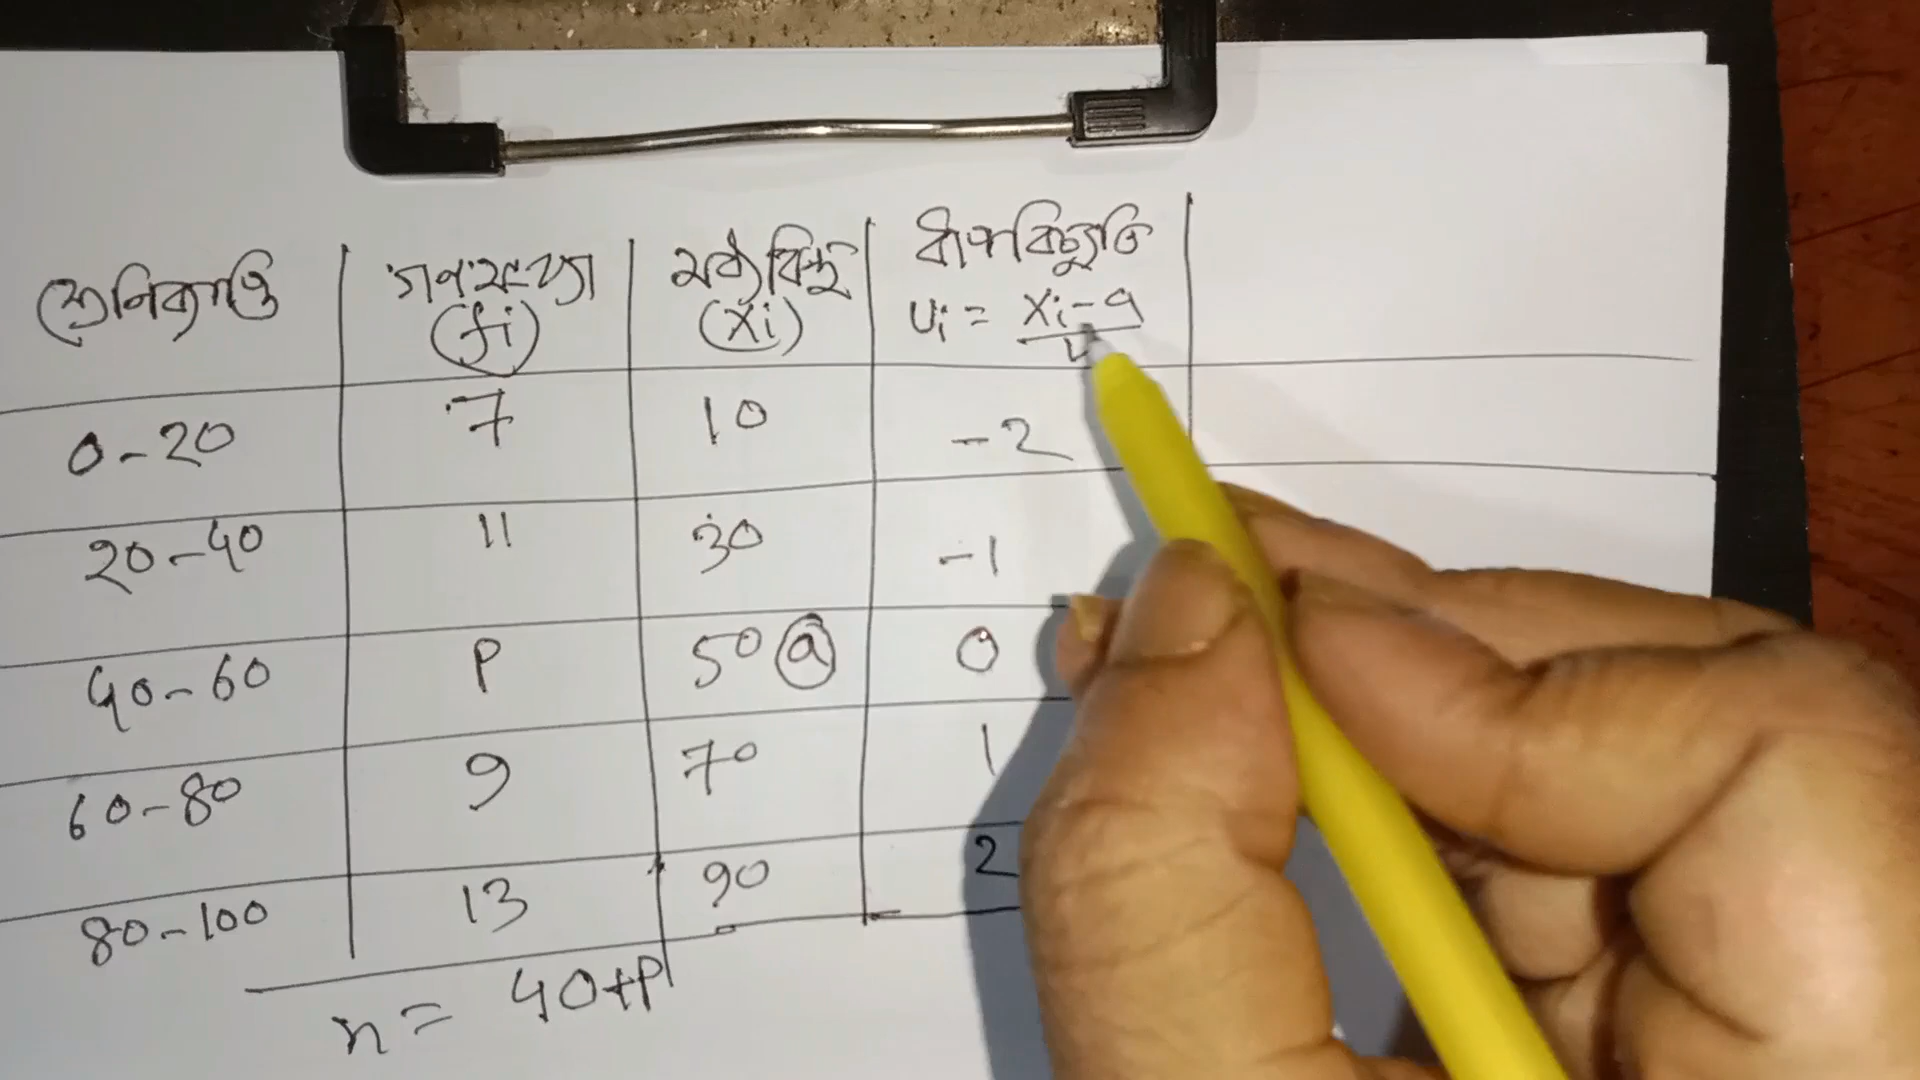 শ্রেনিব্যাপ্তি | গণসংখ্যা (fi) | মধ্যবিন্দু (xi) | ধাপবিচ্যুতি ui = xi-a
0-20 | 7 | 10 | -2
20-40 | 11 | 30 | -1
40-60 | P | 50 a | 0
60-80 | 9 | 70 | 1
80-100 | 13 | 90 | 2
n = 40+P